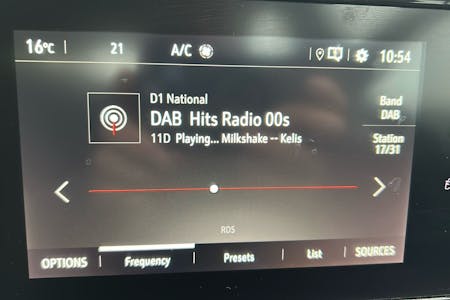 16°C 21 A/C 10:54
D1 National
DAB Hits Radio 00s
11D Playing... Milkshake -- Kelis
Band
DAB
Station
17/31
RDS
OPTIONS Frequency Presets List SOURCES